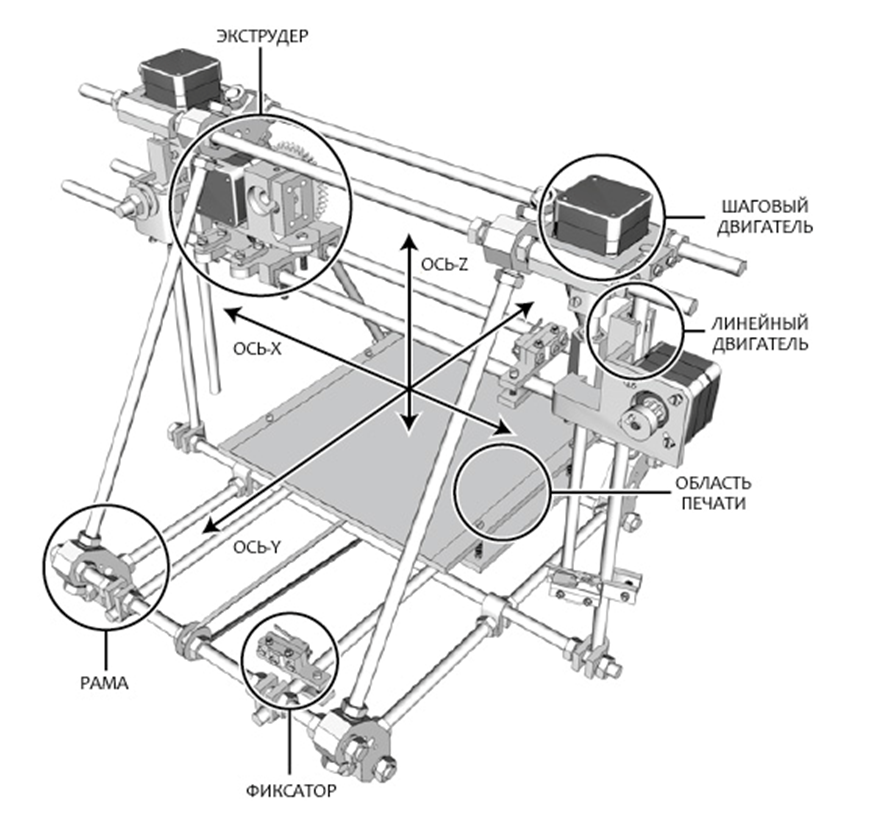 ЭКСТРУДЕР
ШАГОВЫЙ
ДВИГАТЕЛЬ
ОСЬ-Z
ЛИНЕЙНЫЙ
ДВИГАТЕЛЬ
ОСЬ-X
ОБЛАСТЬ
ПЕЧАТИ
ОСЬ-Y
РАМА
ФИКСАТОР